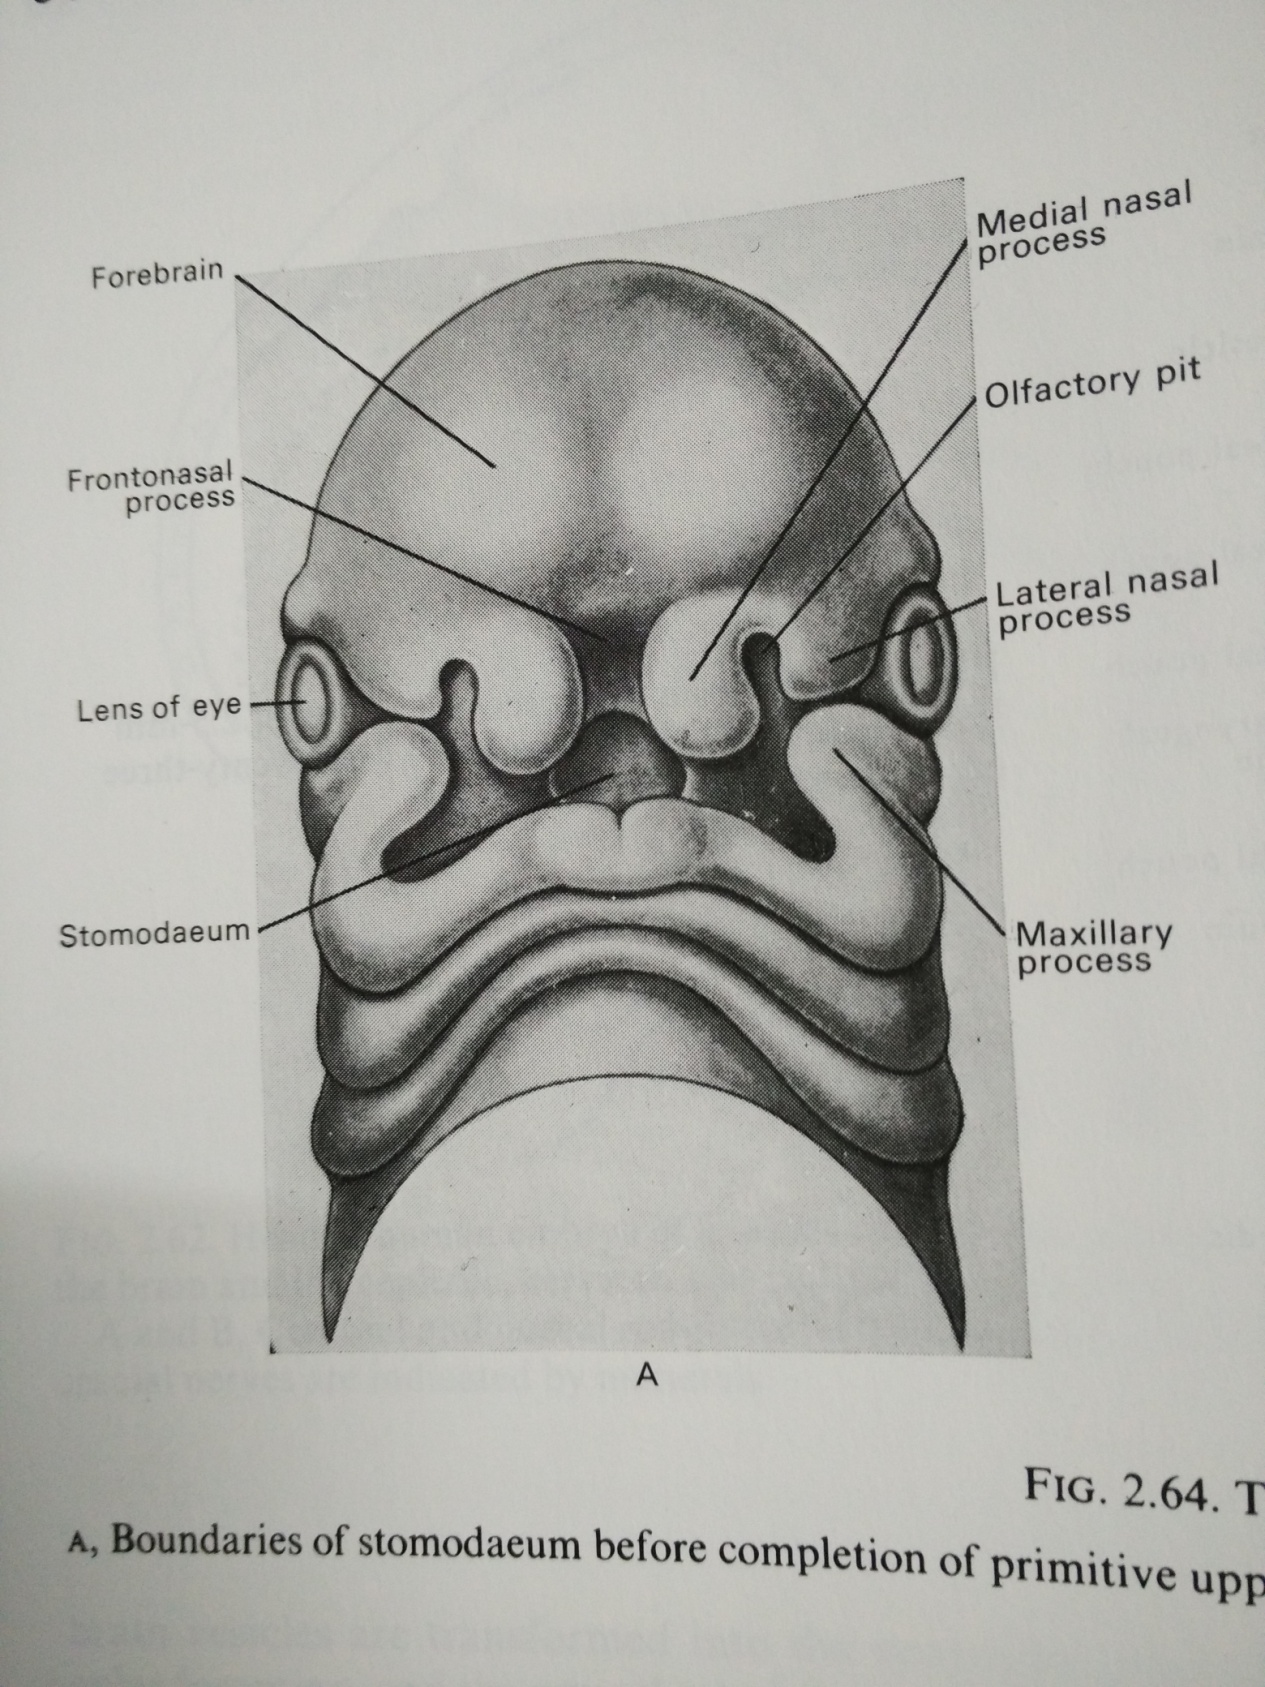 Medial nasal
process
Forebrain
Olfactory pit
Frontonasal
process
Lateral nasal
process
Lens of eye
Stomodaeum
Maxillary
process
A
FIG. 2.64. T
A, Boundaries of stomodaeum before completion of primitive upp